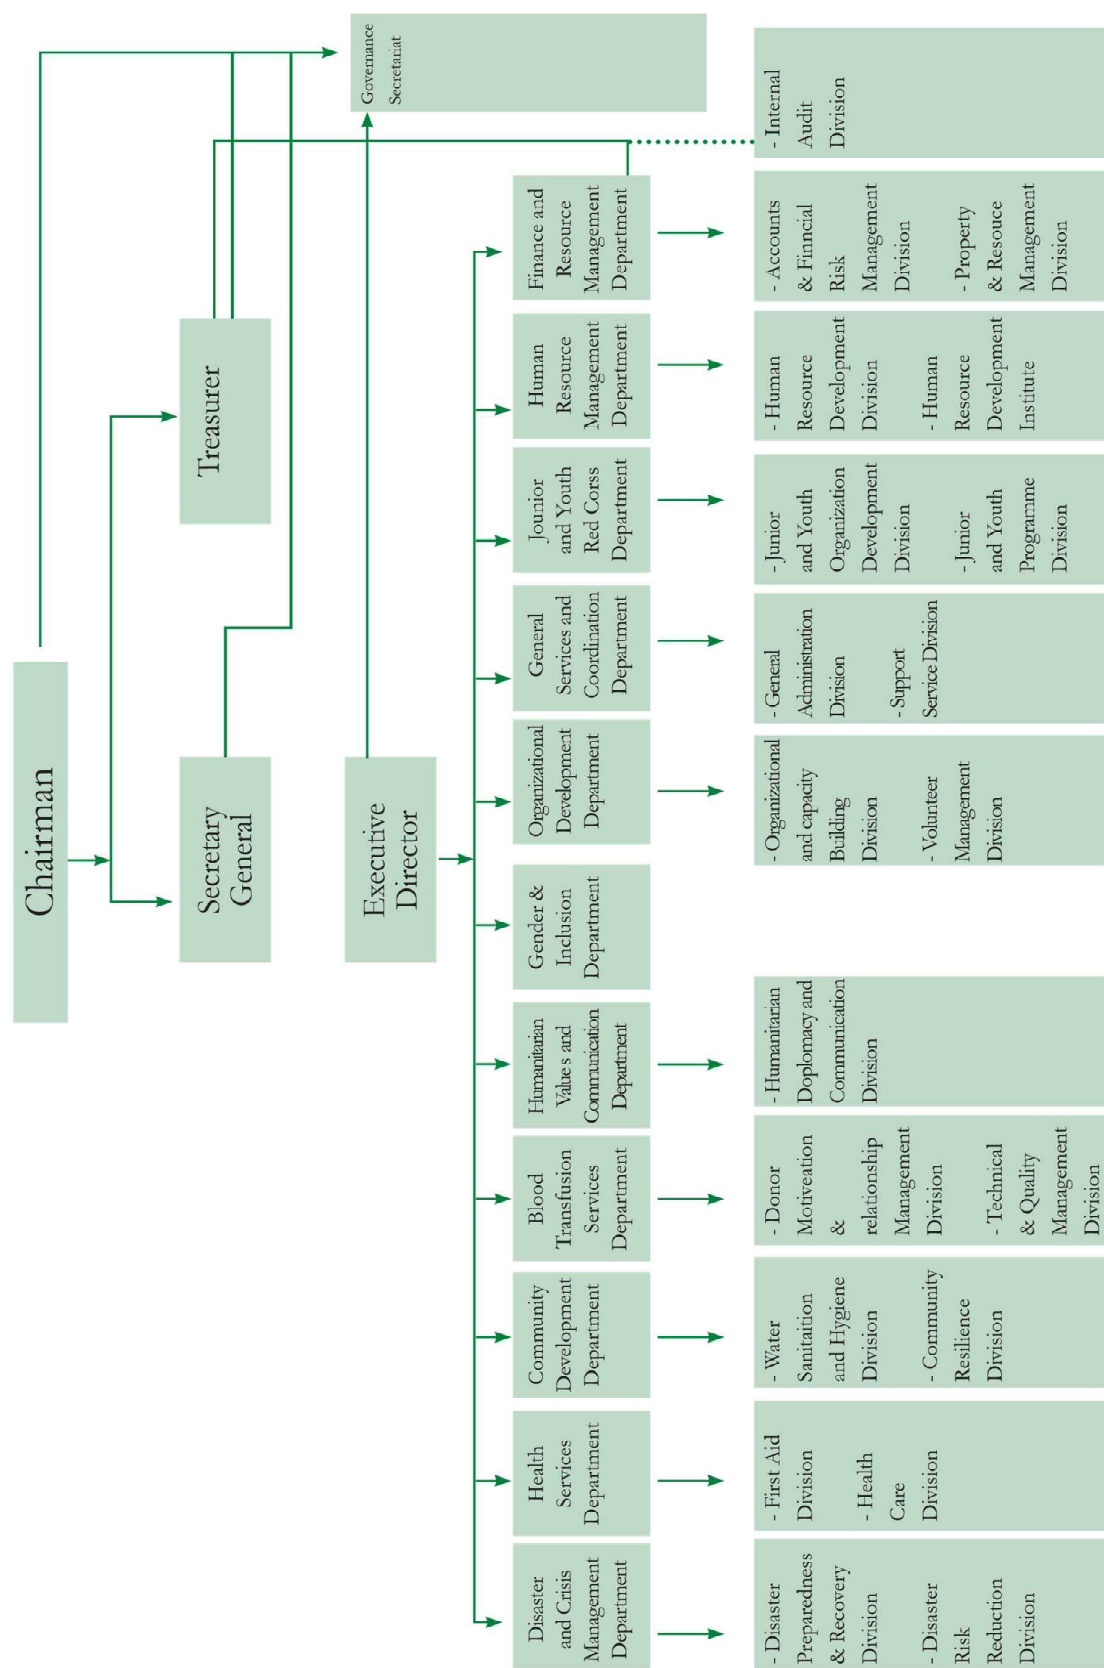 Chairman
Secretary
General
Treasurer
Executive
Director
Governance
Secretariat
Disaster
and Crisis
Management
Department
Health
Services
Department
Community
Development
Department
Blood
Transfusion
Services
Department
Humanitarian
Values and
Communication
Department
Gender &
Inclusion
Department
Organizational
Development
Department
General
Services and
Coordination
Department
Jounior
and Youth
Red Corss
Department
Human
Resource
Management
Department
Finance and
Resource
Management
Department
- Disaster
Preparedness
& Recovery
Division
- Disaster
Risk
Reduction
Division
- First Aid
Division
- Health
Care
Division
- Water
Sanitaition
and Hygiene
Division
- Community
Resilience
Division
- Donor
Motiveation
&
relationship
Management
Division
- Technical
& Quality
Management
Division
- Humanitarian
Doplomacy and
Communication
Division
- Organizational
and capacity
Building
Division
- Volunteer
Management
Division
- General
Administration
Division
- Support
Service Division
- Junior
and Youth
Organization
Development
Division
- Junior
and Youth
Programme
Division
- Human
Resource
Development
Division
- Human
Resource
Development
Institute
- Accounts
& Finncial
Risk
Management
Division
- Property
& Resouce
Management
Division
- Internal
Audit
Division